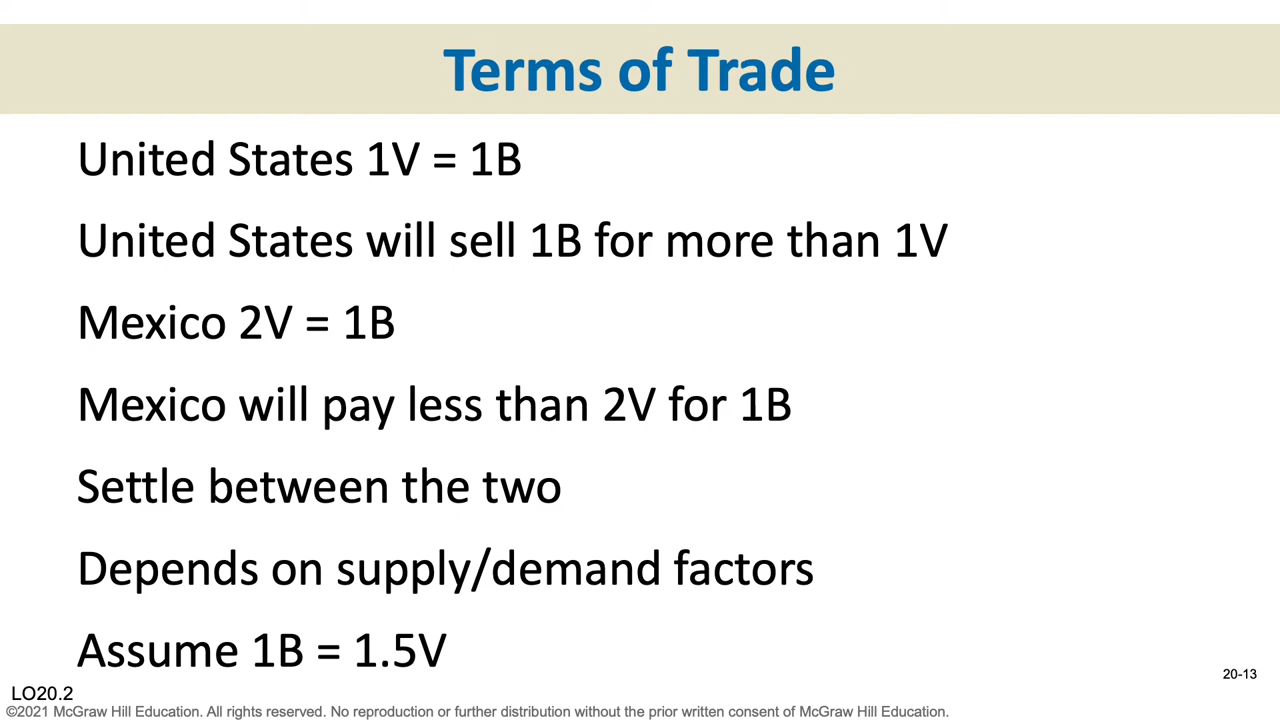 Terms of Trade
United States 1V = 1B
United States will sell 1B for more than 1V
Mexico 2V = 1B
Mexico will pay less than 2V for 1B
Settle between the two
Depends on supply/demand factors
Assume 1B = 1.5V
20-13
LO20.2
©2021 McGraw Hill Education. All rights reserved. No reproduction or further distribution without the prior written consent of McGraw Hill Education.